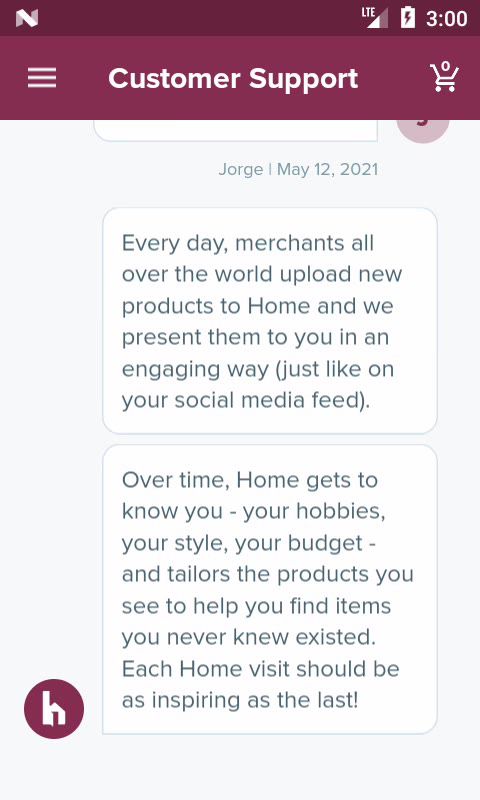 LTE
3:00
Customer Support
0
Jorge | May 12, 2021
Every day, merchants all
over the world upload new
products to Home and we
present them to you in an
engaging way (just like on
your social media feed).
Over time, Home gets to
know you - your hobbies,
your style, your budget -
and tailors the products you
see to help you find items
you never knew existed.
Each Home visit should be
as inspiring as the last!
h